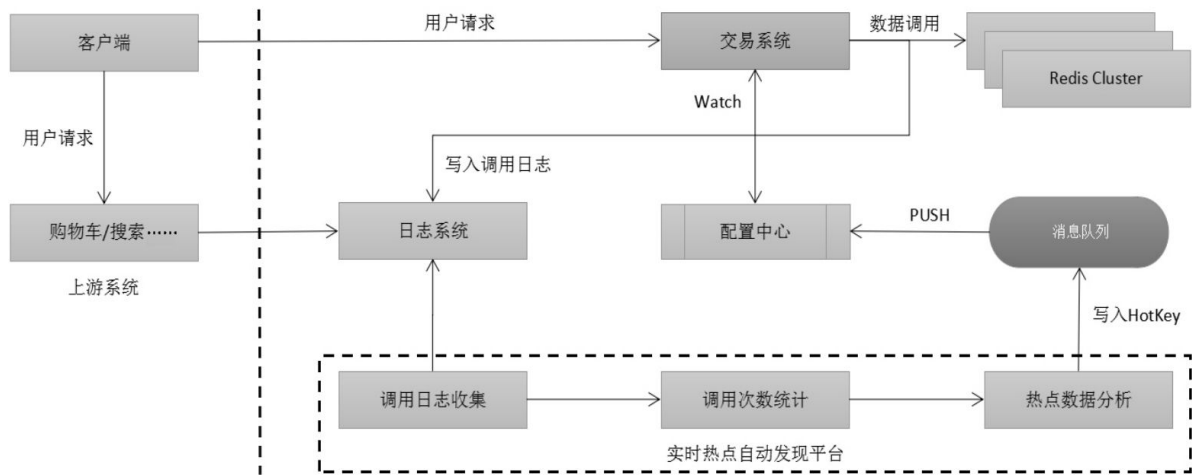 客户端
用户请求
交易系统
数据调用
Redis Cluster
Watch
用户请求
写入调用日志
购物车/搜索……
日志系统
配置中心
PUSH
消息队列
上游系统
写入HotKey
调用日志收集
调用次数统计
热点数据分析
实时热点自动发现平台